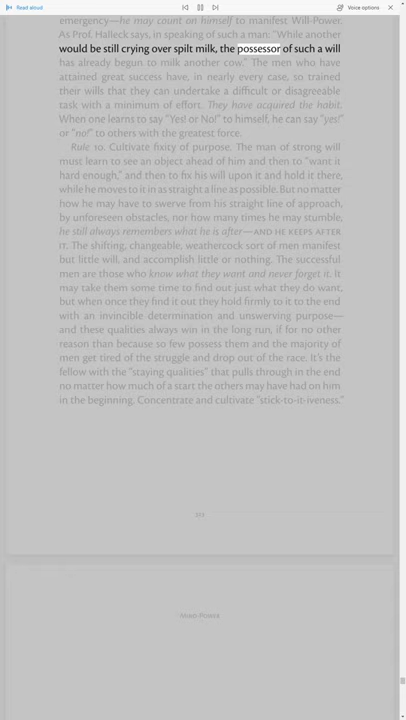 Read aloud
Voice options
emergency—he may count on himself to manifest Will-Power.
As Prof. Halleck says, in speaking of such a man: "While another
would be still crying over spilt milk, the possessor of such a will
has already begun to milk another cow." The men who have
attained great success have, in nearly every case, so trained
their wills that they can undertake a difficult or disagreeable
task with a minimum of effort. They have acquired the habit.
When one learns to say "Yes! or No!" to himself, he can say "yes!"
or "no!" to others with the greatest force.
Rule 10. Cultivate fixity of purpose. The man of strong will
must learn to see an object ahead of him and then to "want it
hard enough," and then to fix his will upon it and hold it there,
while he moves to it in as straight a line as possible. But no matter
how he may have to swerve from his straight line of approach,
by unforeseen obstacles, nor how many times he may stumble,
he still always remembers what he is after—AND HE KEEPS AFTER
IT. The shifting, changeable, weathercock sort of men manifest
but little will, and accomplish little or nothing. The successful
men are those who know what they want and never forget it. It
may take them some time to find out just what they do want,
but when once they find it out they hold firmly to it to the end
with an invincible determination and unswerving purpose—
and these qualities always win in the long run, if for no other
reason than because so few possess them and the majority of
men get tired of the struggle and drop out of the race. It's the
fellow with the "staying qualities" that pulls through in the end
no matter how much of a start the others may have had on him
in the beginning. Concentrate and cultivate "stick-to-it-iveness."
Mind-Power